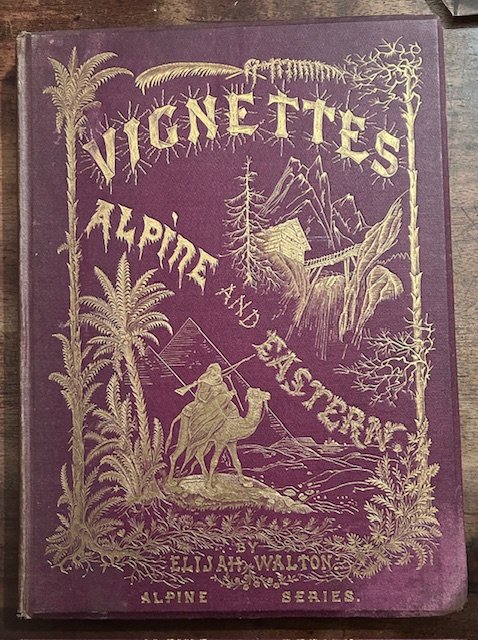 VIGNETTES
ALPINE
AND
EASTERN
BY
ELIJAH WALTON.
ALPINE SERIES.